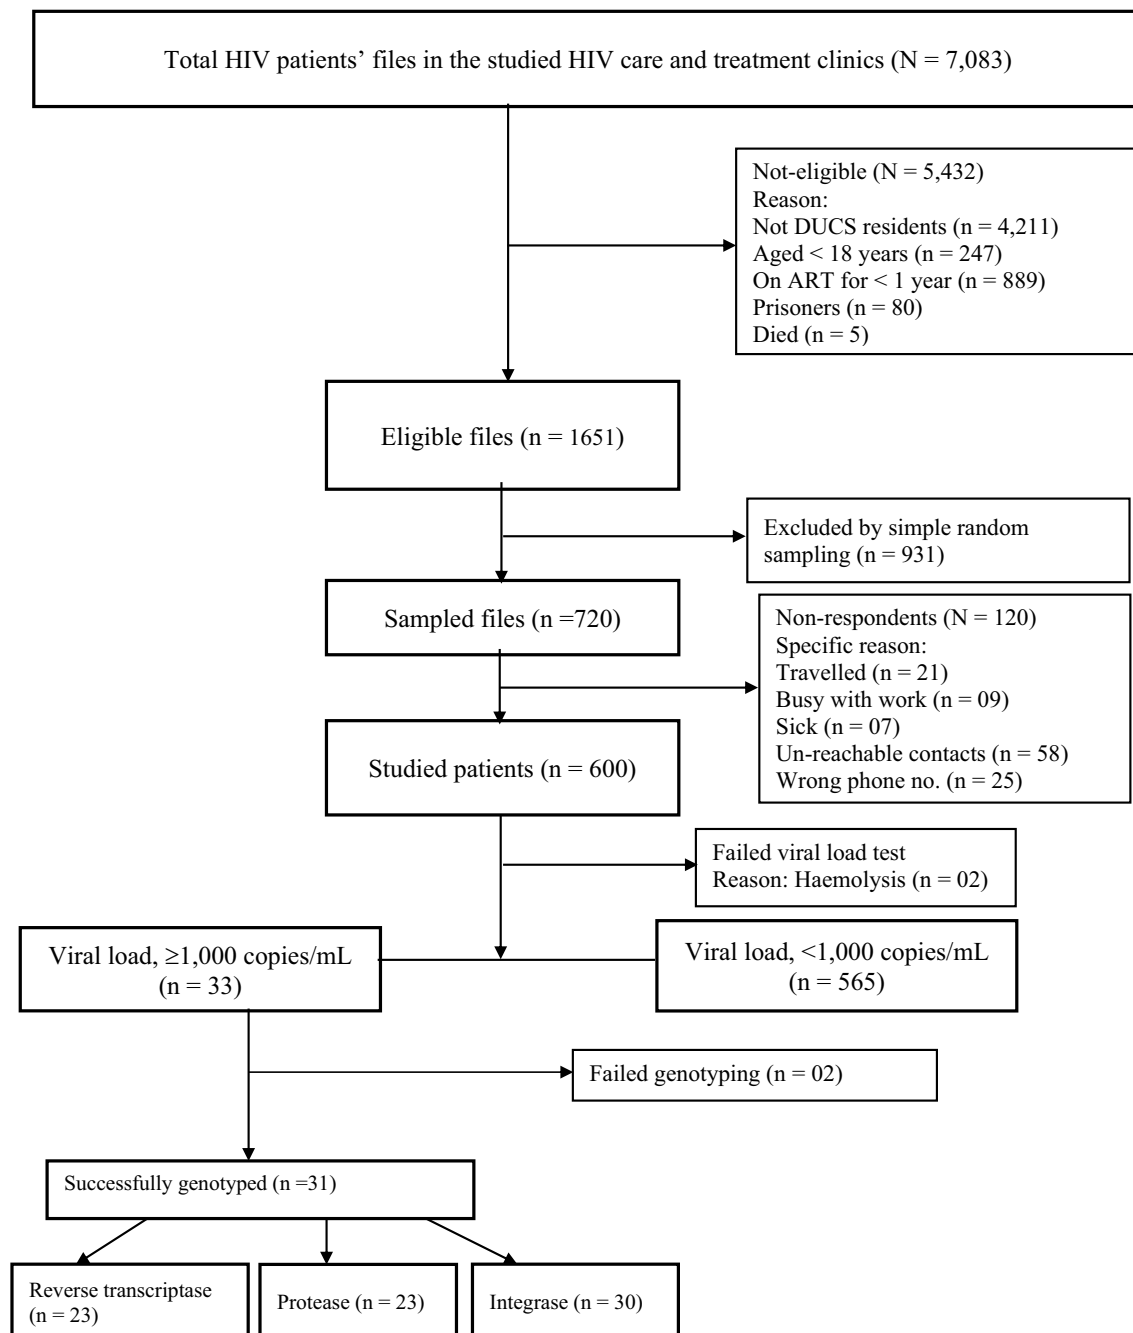 Total HIV patients’ files in the studied HIV care and treatment clinics (N = 7,083)
Not-eligible (N = 5,432)
Reason:
Not DUCS residents (n = 4,211)
Aged < 18 years (n = 247)
On ART for < 1 year (n = 889)
Prisoners (n = 80)
Died (n = 5)
Eligible files (n = 1651)
Excluded by simple random
sampling (n = 931)
Sampled files (n =720)
Non-respondents (N = 120)
Specific reason:
Travelled (n = 21)
Busy with work (n = 09)
Sick (n = 07)
Un-reachable contacts (n = 58)
Wrong phone no. (n = 25)
Studied patients (n = 600)
Failed viral load test
Reason: Haemolysis (n = 02)
Viral load, ≥1,000 copies/mL
(n = 33)
Viral load, <1,000 copies/mL
(n = 565)
Failed genotyping (n = 02)
Successfully genotyped (n =31)
Reverse transcriptase
(n = 23)
Protease (n = 23)
Integrase (n = 30)